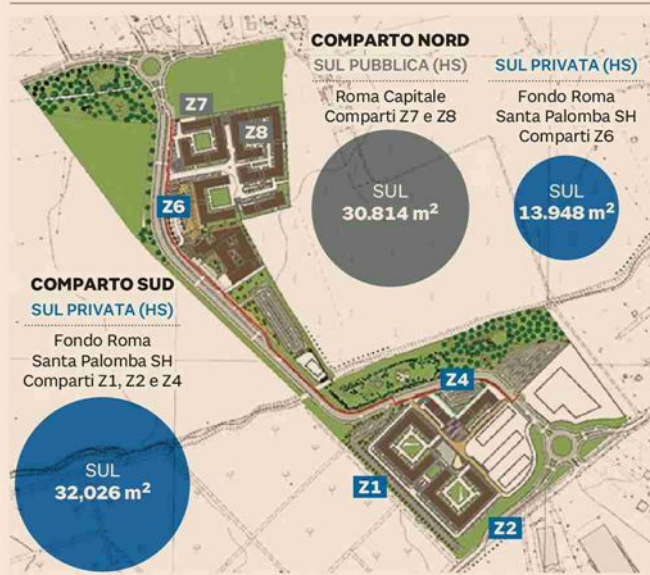 COMPARTO NORD
SUL PUBBLICA (HS)
Roma Capitale
Comparti Z7 e Z8
SUL
30.814 m²
SUL PRIVATA (HS)
Fondo Roma
Santa Palomba SH
Comparti Z6
SUL
13.948 m²
Z7
Z8
Z6
COMPARTO SUD
SUL PRIVATA (HS)
Fondo Roma
Santa Palomba SH
Comparti Z1, Z2 e Z4
SUL
32,026 m²
Z4
Z1
Z2